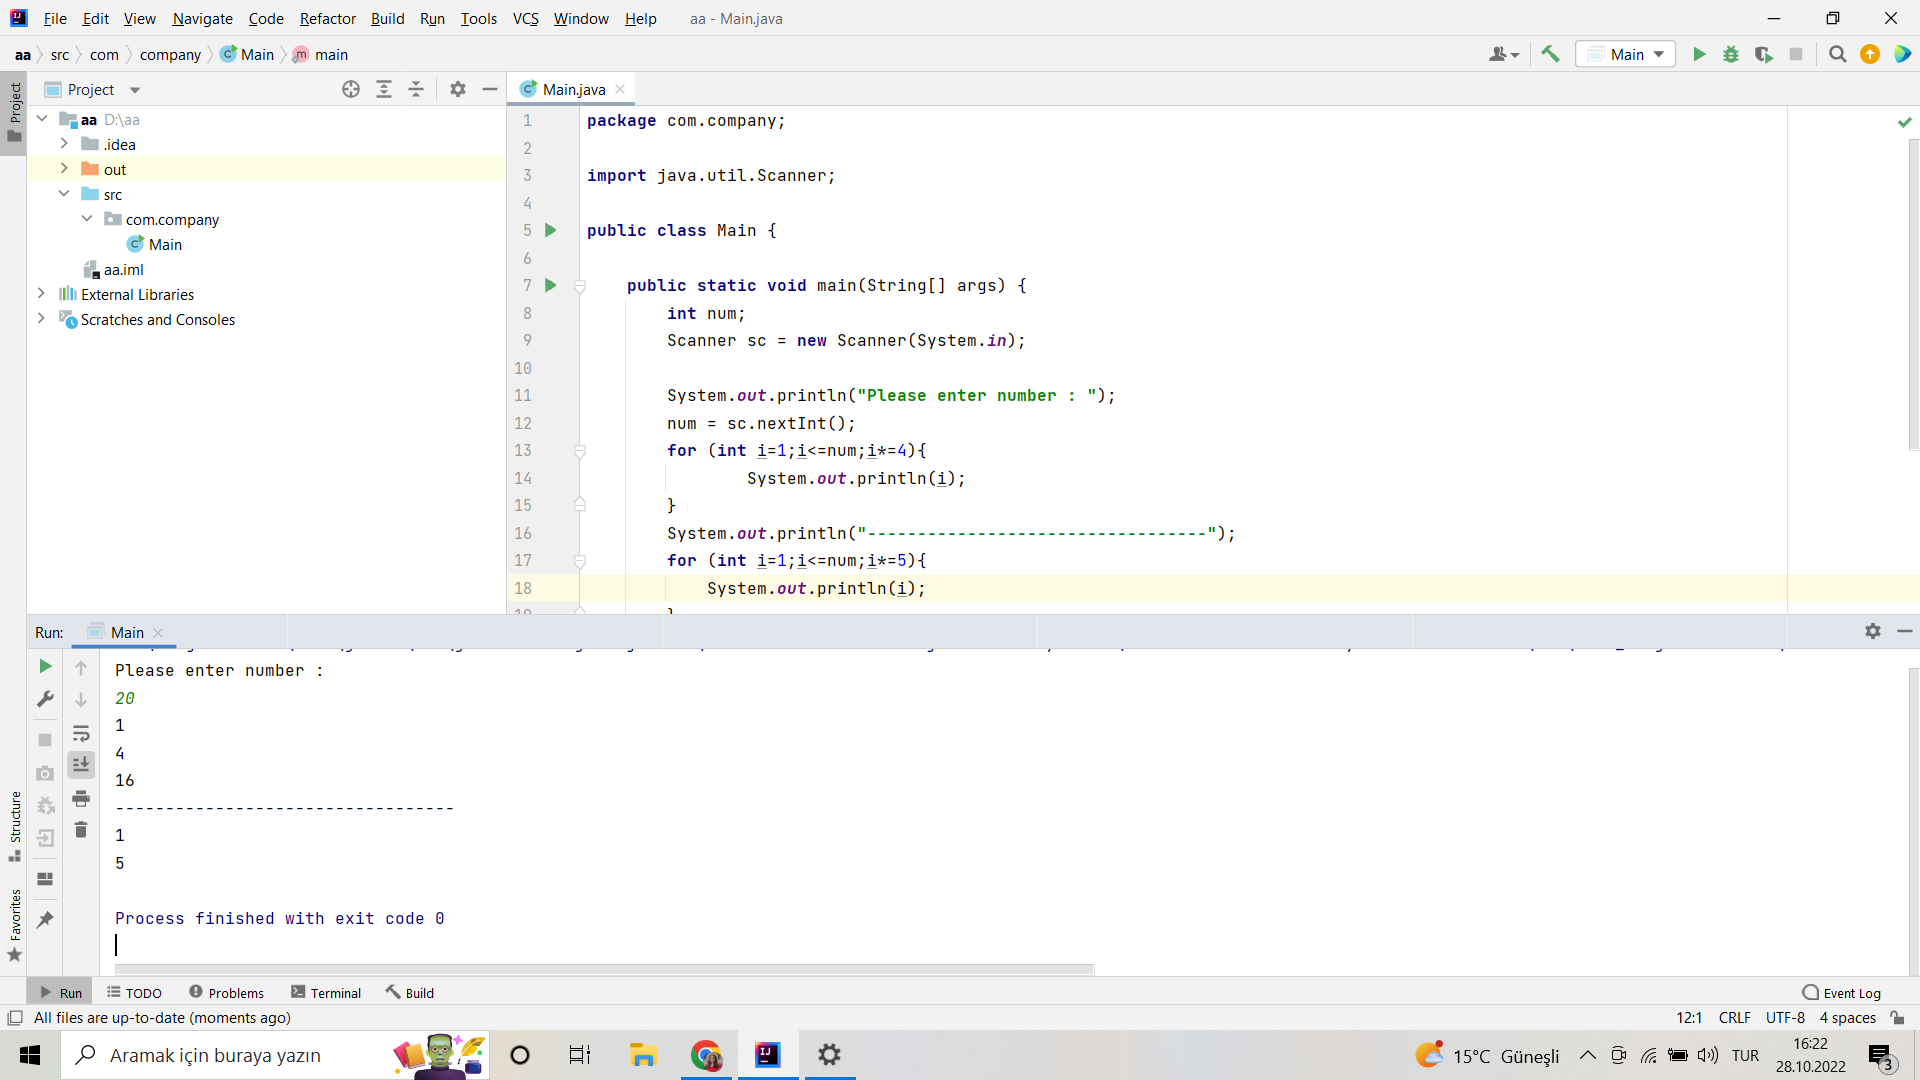 File Edit View Navigate Code Refactor Build Run Tools VCS Window Help aa - Main.java
aa src com company Main main
Main
Project
Project
Main.java
aa D:\aa
.idea
out
src
com.company
Main
aa.iml
External Libraries
Scratches and Consoles
1 package com.company;
2
3 import java.util.Scanner;
4
5 public class Main {
6
7 public static void main(String[] args) {
8 int num;
9 Scanner sc = new Scanner(System.in);
10
11 System.out.println("Please enter number : ");
12 num = sc.nextInt();
13 for (int i=1;i<=num;i*=4){
14 System.out.println(i);
15 }
16 System.out.println("----------------------------------");
17 for (int i=1;i<=num;i*=5){
18 System.out.println(i);
19 }
Run: Main
Please enter number :
20
1
4
16
----------------------------------
1
5
Process finished with exit code 0
Structure
Favorites
Run TODO Problems Terminal Build Event Log
All files are up-to-date (moments ago) 12:1 CRLF UTF-8 4 spaces
Aramak için buraya yazın
15°C Güneşli TUR
16:22
28.10.2022
3